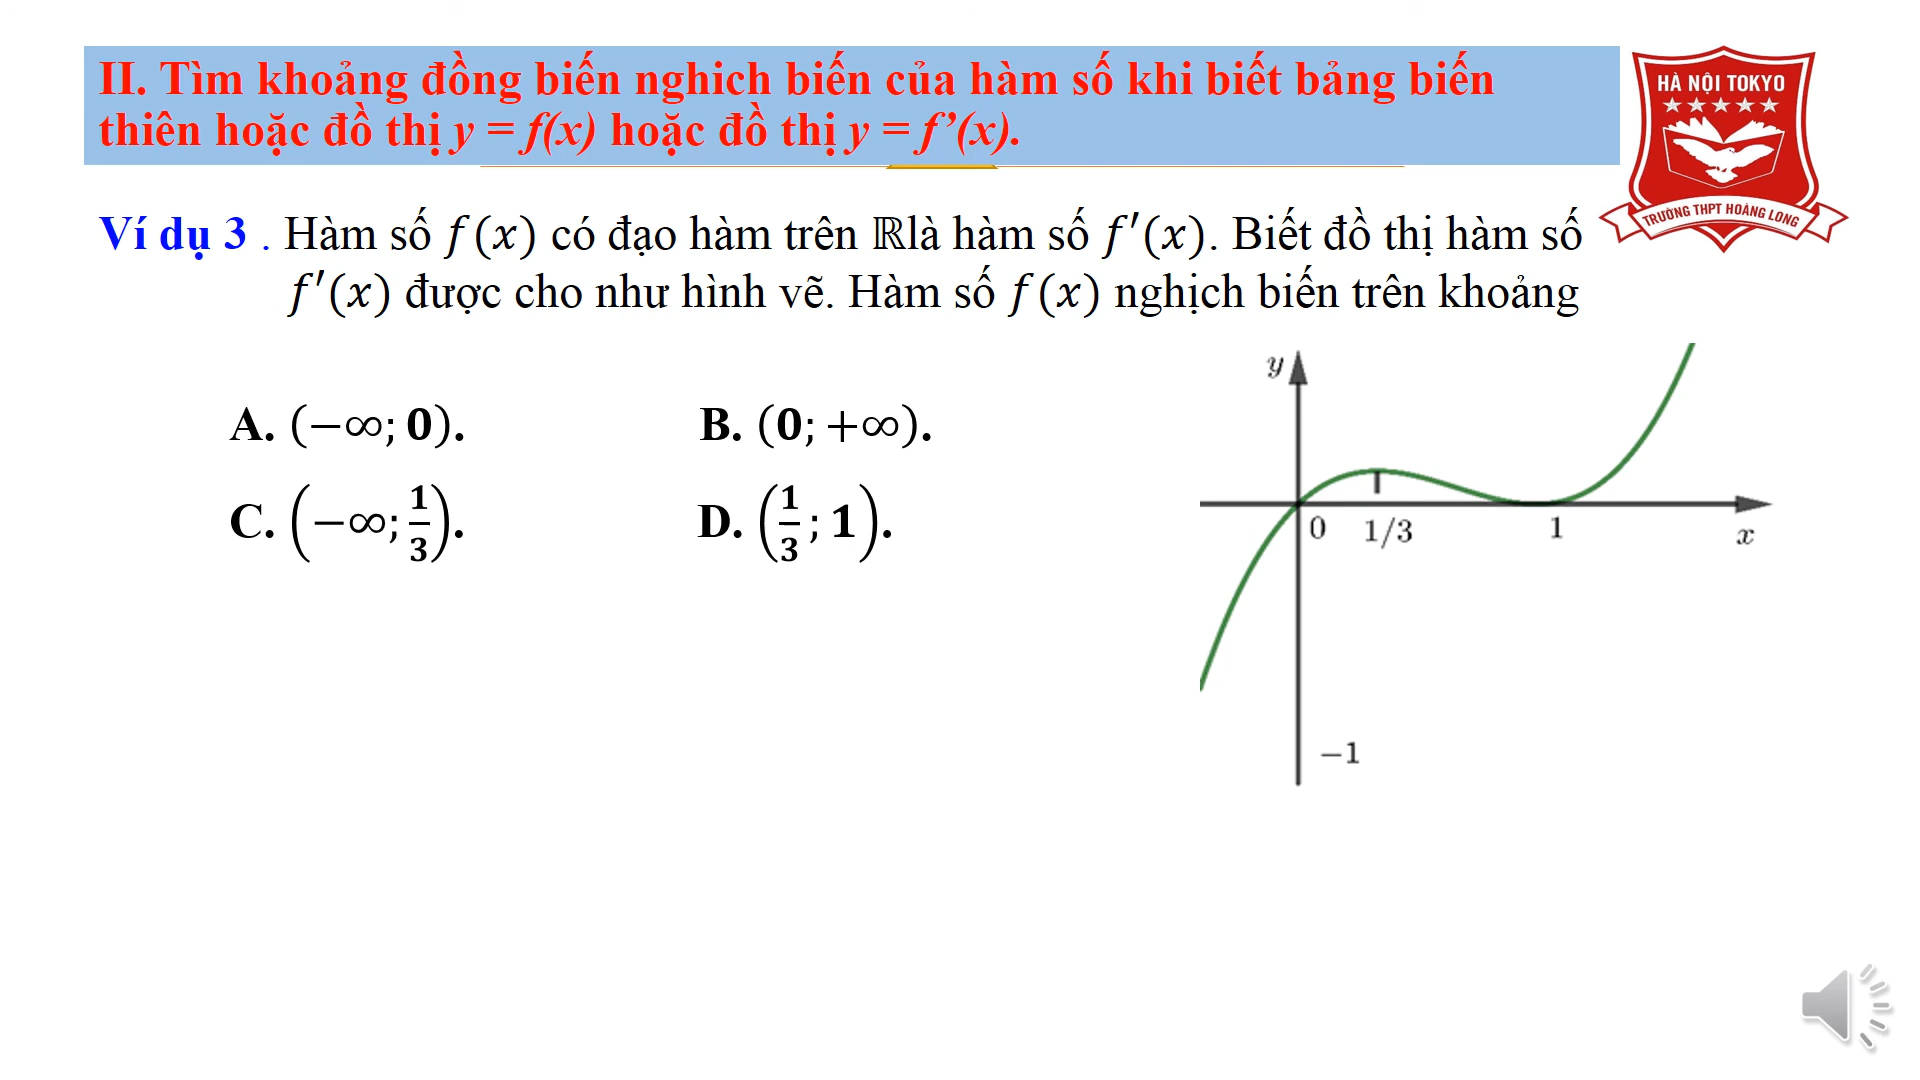 II. Tìm khoảng đồng biến nghich biến của hàm số khi biết bảng biến
thiên hoặc đồ thị y = f(x) hoặc đồ thị y = f’(x).
HÀ NỘI TOKYO
TRƯỜNG THPT HOÀNG LONG
Ví dụ 3 . Hàm số f(x) có đạo hàm trên ℝlà hàm số f′(x). Biết đồ thị hàm số
f′(x) được cho như hình vẽ. Hàm số f(x) nghịch biến trên khoảng
A. (−∞; 0). B. (0; +∞).
C. (−∞; 1/3). D. (1/3; 1).
y
0 1/3 1 x
−1